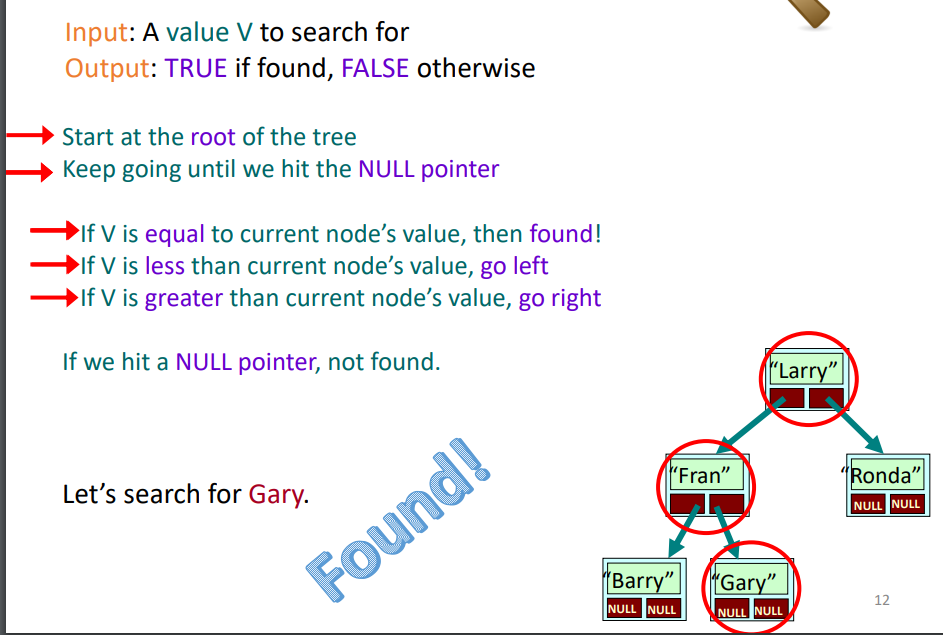 Input: A value V to search for
Output: TRUE if found, FALSE otherwise
Start at the root of the tree
Keep going until we hit the NULL pointer
If V is equal to current node’s value, then found!
If V is less than current node’s value, go left
If V is greater than current node’s value, go right
If we hit a NULL pointer, not found.
Let’s search for Gary.
Found!
“Larry”
“Fran”
“Ronda”
NULL NULL
“Barry”
“Gary”
NULL NULL
NULL NULL
12